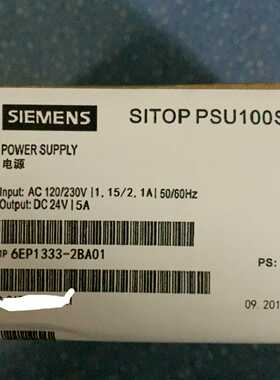 SIEMENS
SITOP PSU100S
POWER SUPPLY
电源
Input: AC 120/230V|1, 15/2, 1A|50/60Hz
Output: DC 24V|5A
1P 6EP1333-2BA01
PS:
09. 201